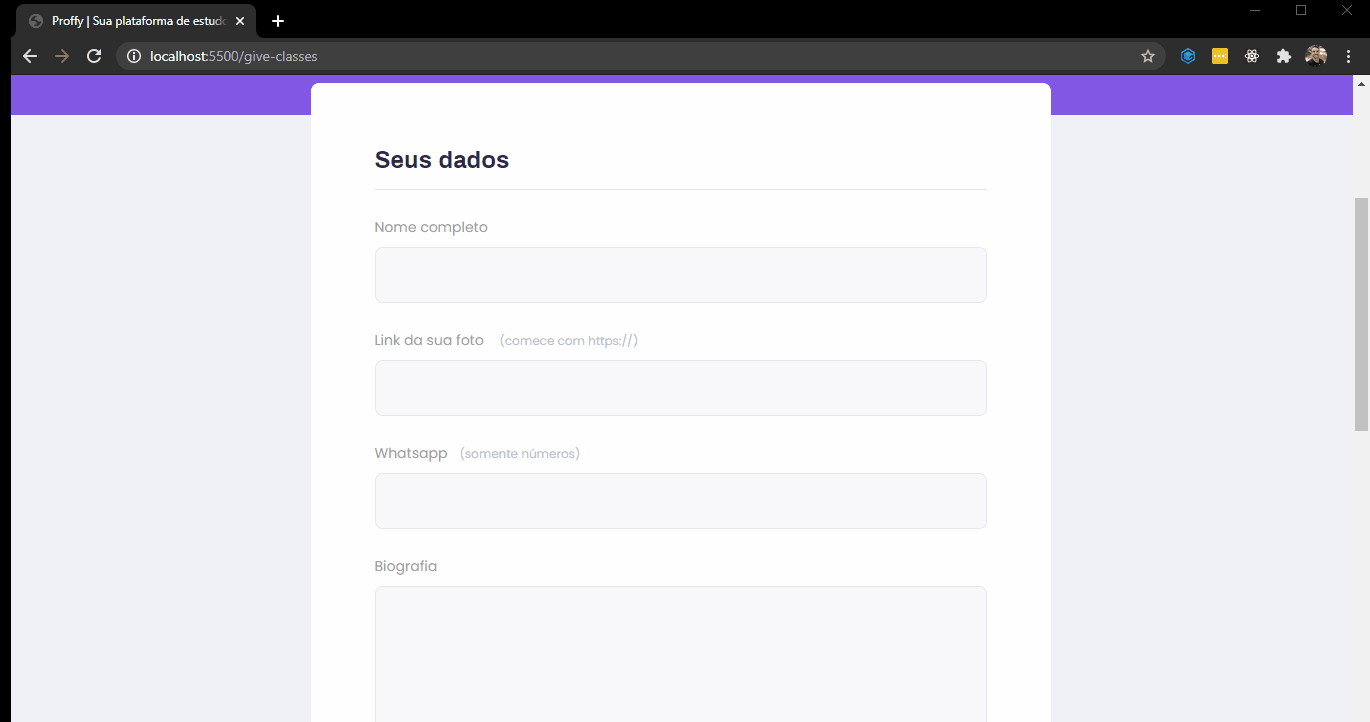 Proffy | Sua plataforma de estud
localhost:5500/give-classes
Seus dados
Nome completo
Link da sua foto (comece com https://)
Whatsapp (somente números)
Biografia